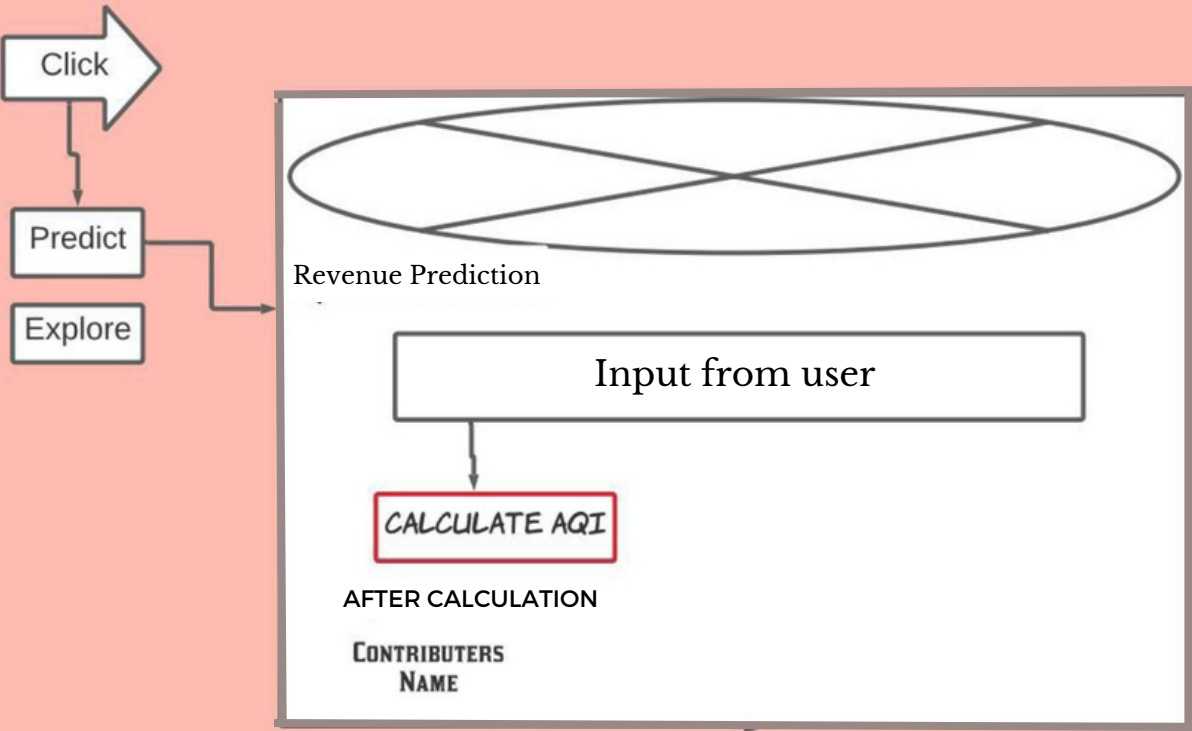 Click
Predict
Explore
Revenue Prediction
Input from user
CALCULATE AQI
AFTER CALCULATION
CONTRIBUTERS
NAME